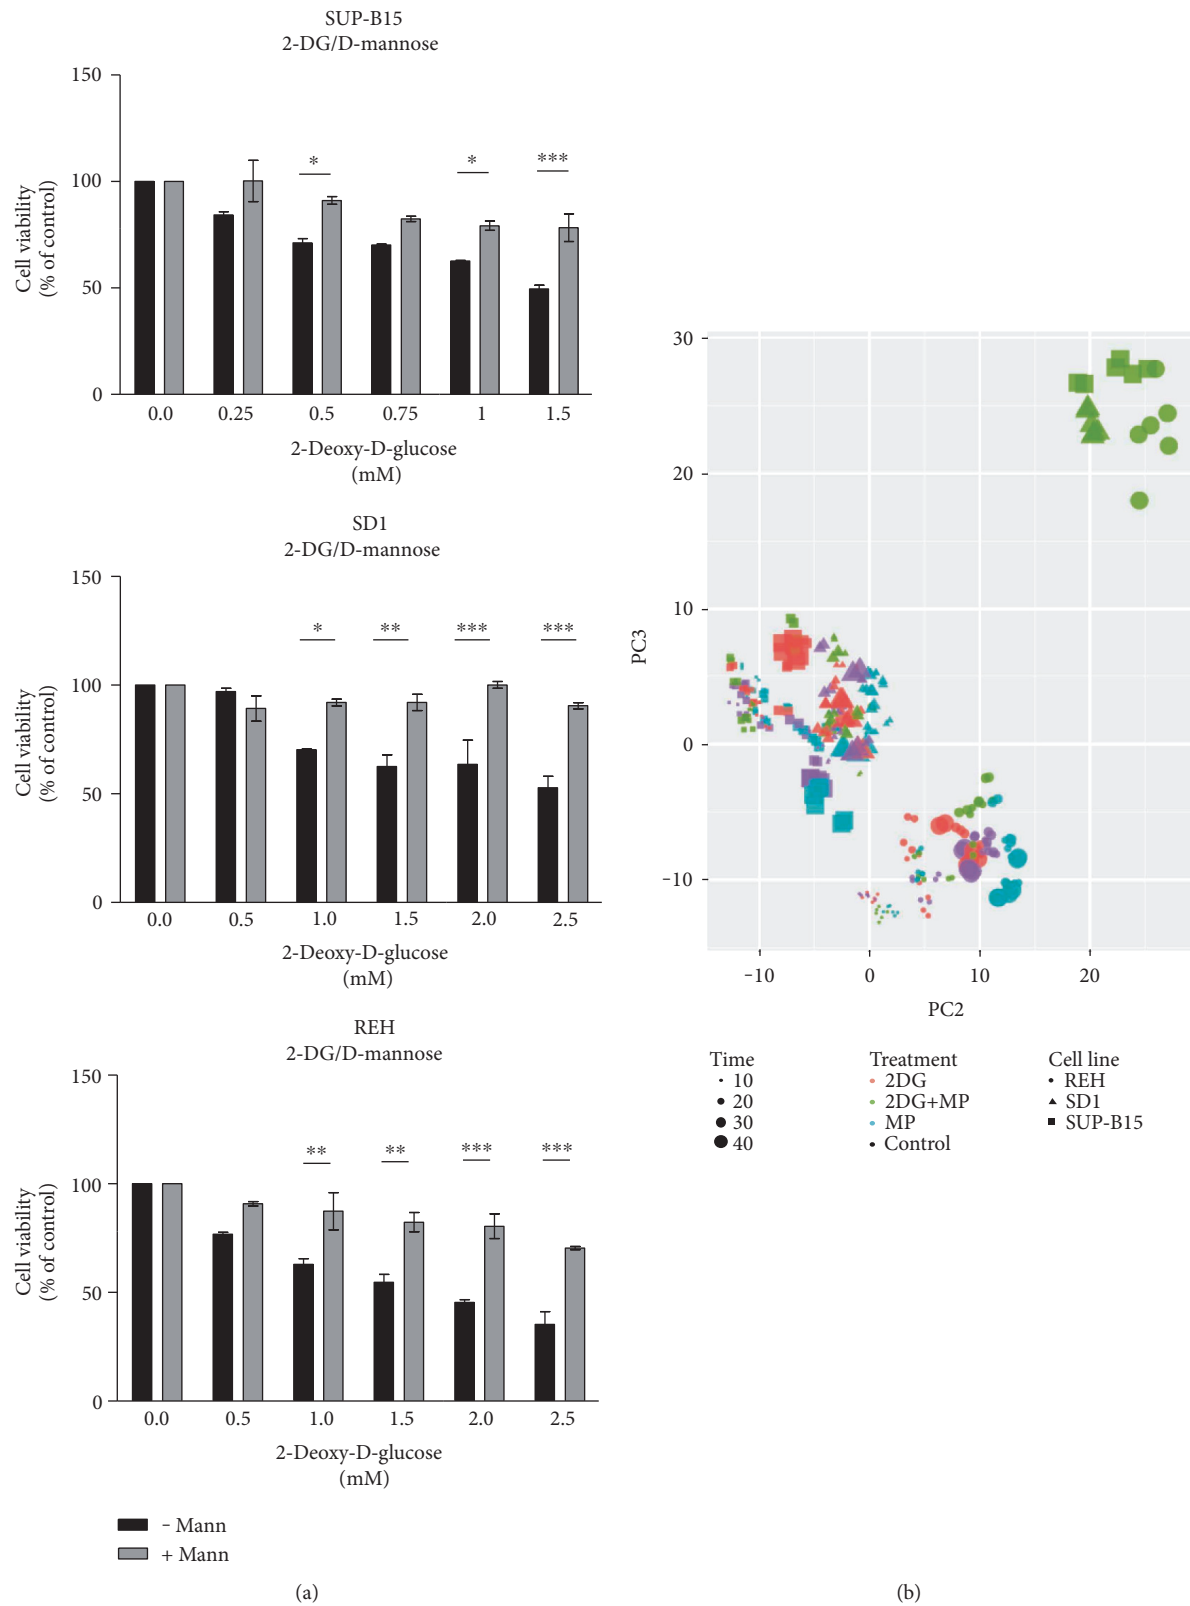 SUP-B15
2-DG/D-mannose
150
100
50
0
Cell viability
(% of control)
*
*
***
0.0 0.25 0.5 0.75 1 1.5
2-Deoxy-D-glucose
(mM)
SD1
2-DG/D-mannose
150
100
50
0
Cell viability
(% of control)
*
**
***
***
0.0 0.5 1.0 1.5 2.0 2.5
2-Deoxy-D-glucose
(mM)
REH
2-DG/D-mannose
150
100
50
0
Cell viability
(% of control)
**
**
***
***
0.0 0.5 1.0 1.5 2.0 2.5
2-Deoxy-D-glucose
(mM)
- Mann
+ Mann
(a)
30
20
10
0
-10
PC3
-10 0 10 20
PC2
Time
10
20
30
40
Treatment
2DG
2DG+MP
MP
Control
Cell line
REH
SD1
SUP-B15
(b)